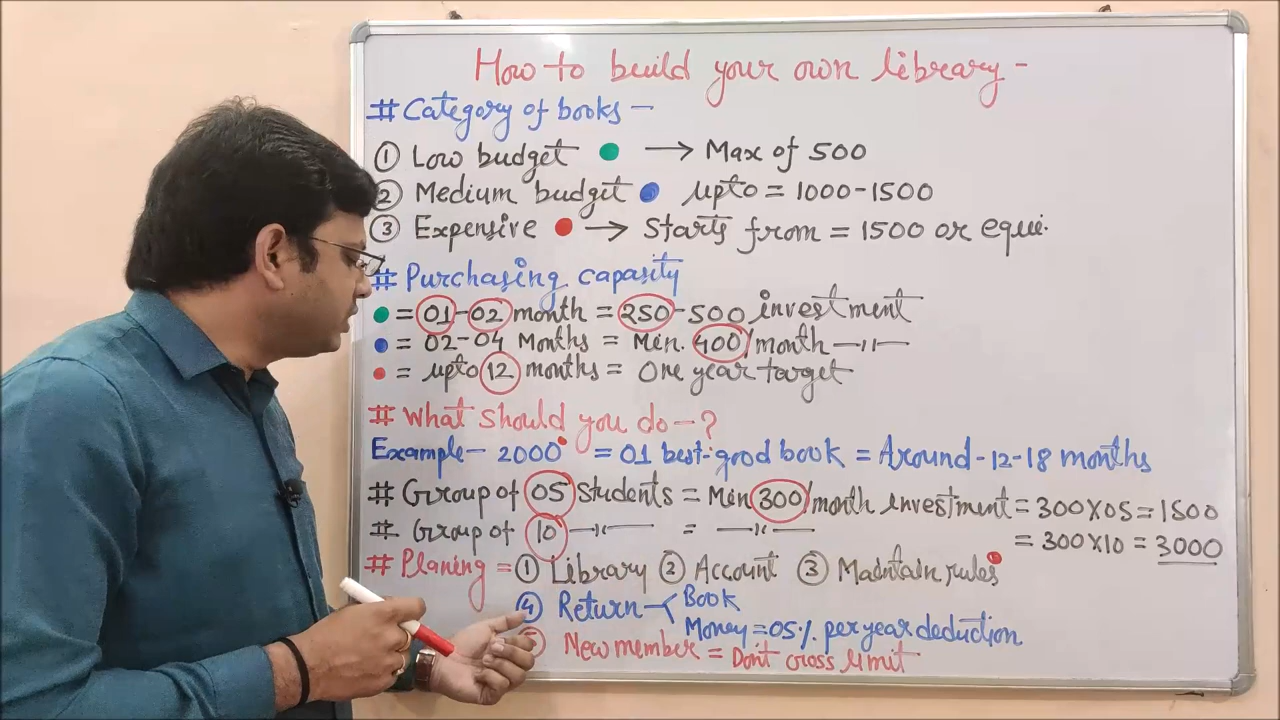 How to build your own library -
# Category of books -
① Low budget → Max of 500
② Medium budget upto = 1000-1500
③ Expensive → Starts from = 1500 or equi.
# Purchasing capasity
= 01-02 month = 250-500 investment
= 02-04 Months = Min. 400/month -〃-
= upto 12 months = One year target
# What should you do - ?
Example - 2000 = 01 best-good book = Around-12-18 months
# Group of 05 Students = Min 300/month investment = 300X05 = 1500
# Group of 10 -〃- = -〃- = 300X10 = 3000
# Planing = ① Library ② Account ③ Maintain rules
④ Return Book
Money = 05% per year deduction
⑤ New member = Dont cross limit